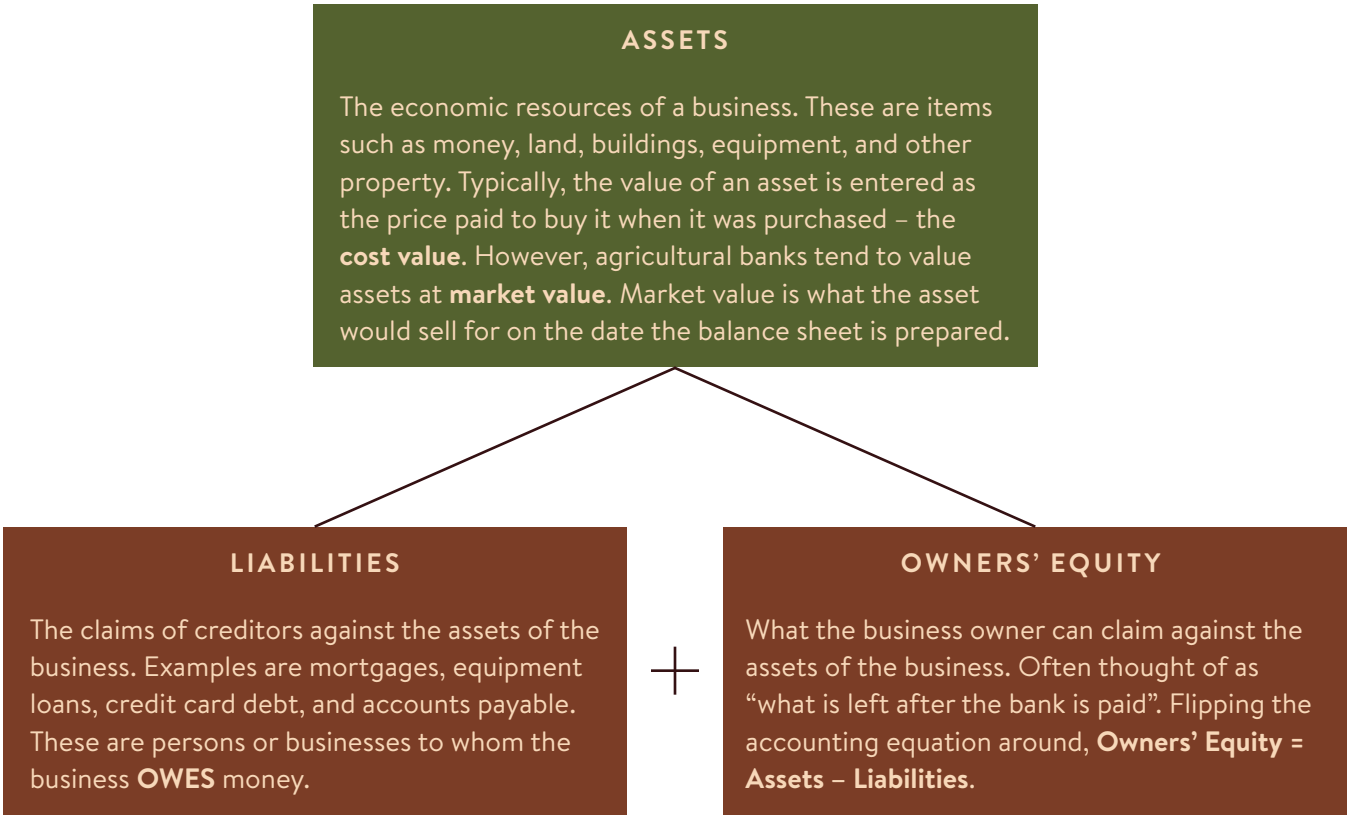 ASSETS
The economic resources of a business. These are items
such as money, land, buildings, equipment, and other
property. Typically, the value of an asset is entered as
the price paid to buy it when it was purchased – the
cost value. However, agricultural banks tend to value
assets at market value. Market value is what the asset
would sell for on the date the balance sheet is prepared.
LIABILITIES
The claims of creditors against the assets of the
business. Examples are mortgages, equipment
loans, credit card debt, and accounts payable.
These are persons or businesses to whom the
business OWES money.
+
OWNERS’ EQUITY
What the business owner can claim against the
assets of the business. Often thought of as
“what is left after the bank is paid”. Flipping the
accounting equation around, Owners’ Equity =
Assets – Liabilities.